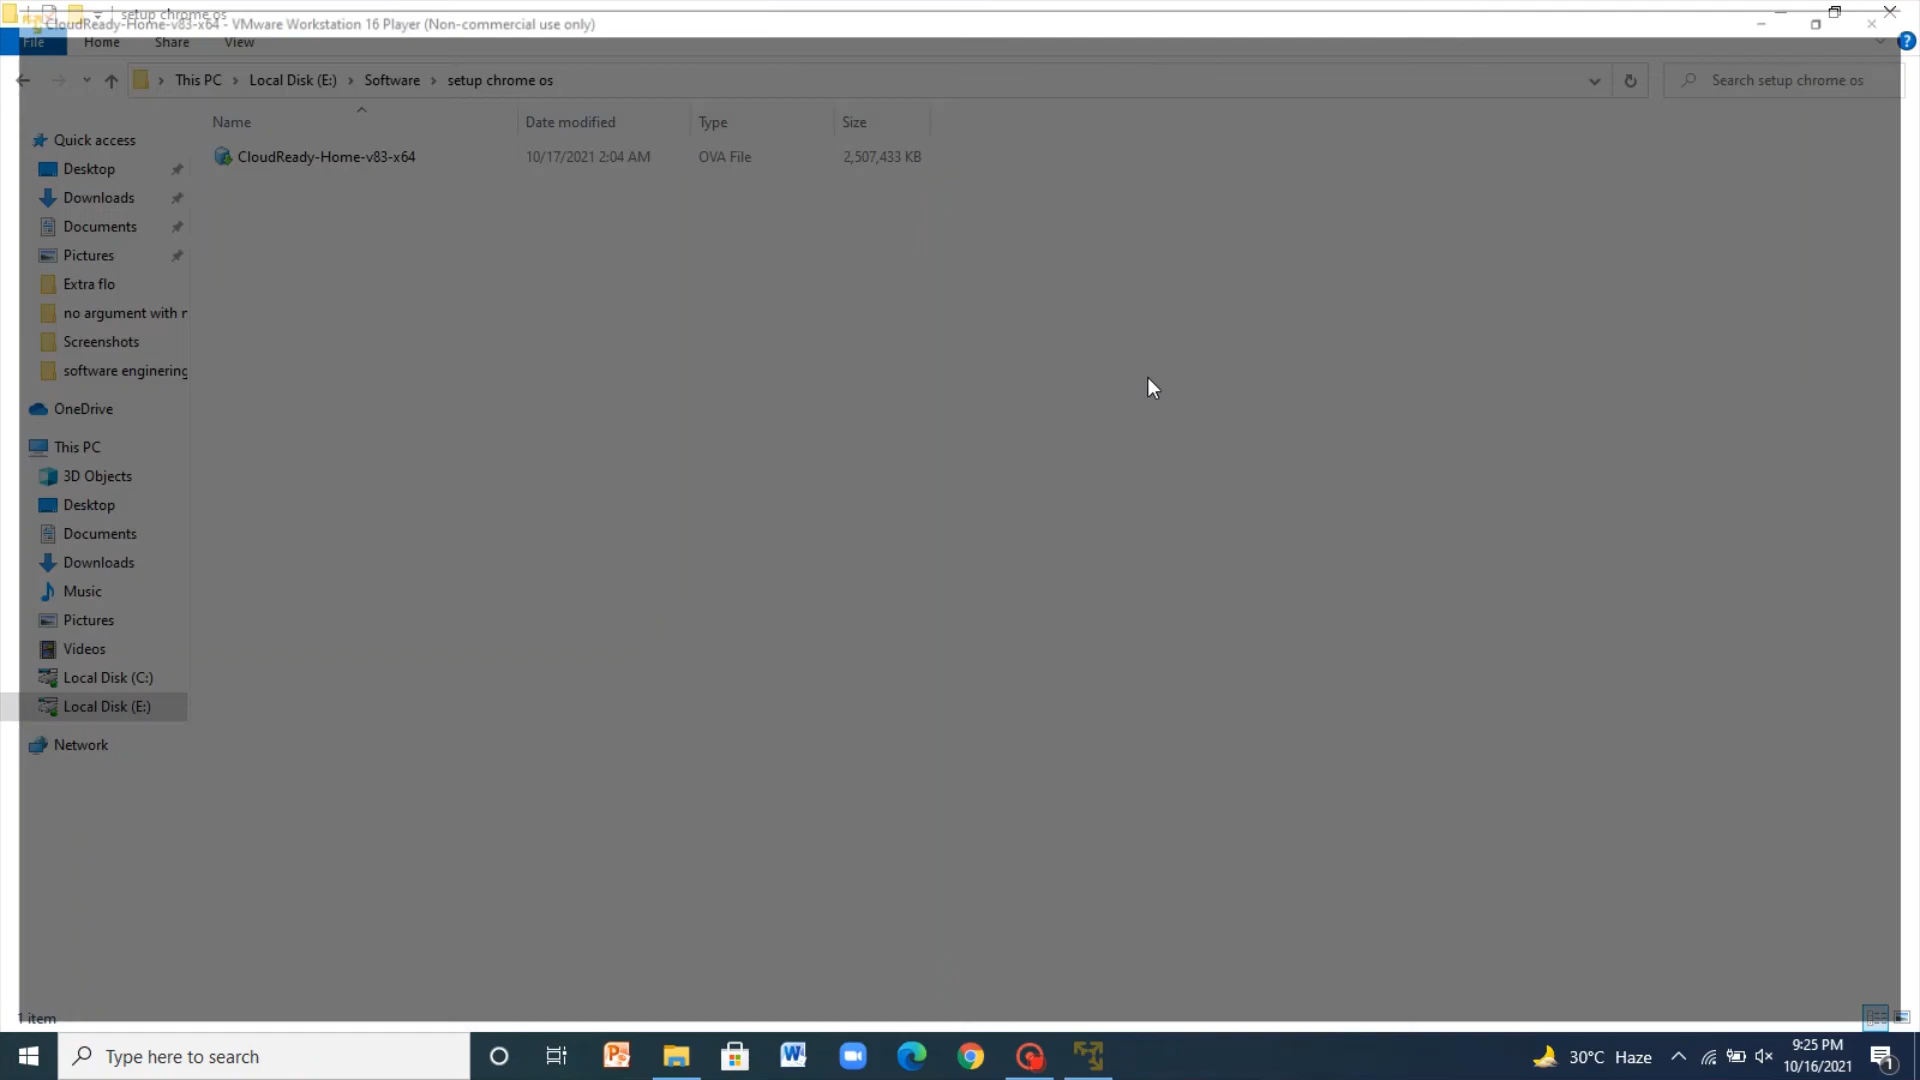 setup chrome os
CloudReady-Home-v83-x64 - VMware Workstation 16 Player (Non-commercial use only)
File Home Share View
This PC Local Disk (E:) Software setup chrome os
Search setup chrome os
Name Date modified Type Size
CloudReady-Home-v83-x64 10/17/2021 2:04 AM OVA File 2,507,433 KB
Quick access
Desktop
Downloads
Documents
Pictures
Extra flo
no argument with r
Screenshots
software enginering
OneDrive
This PC
3D Objects
Desktop
Documents
Downloads
Music
Pictures
Videos
Local Disk (C:)
Local Disk (E:)
Network
1 item
Type here to search
30°C Haze
9:25 PM
10/16/2021
1